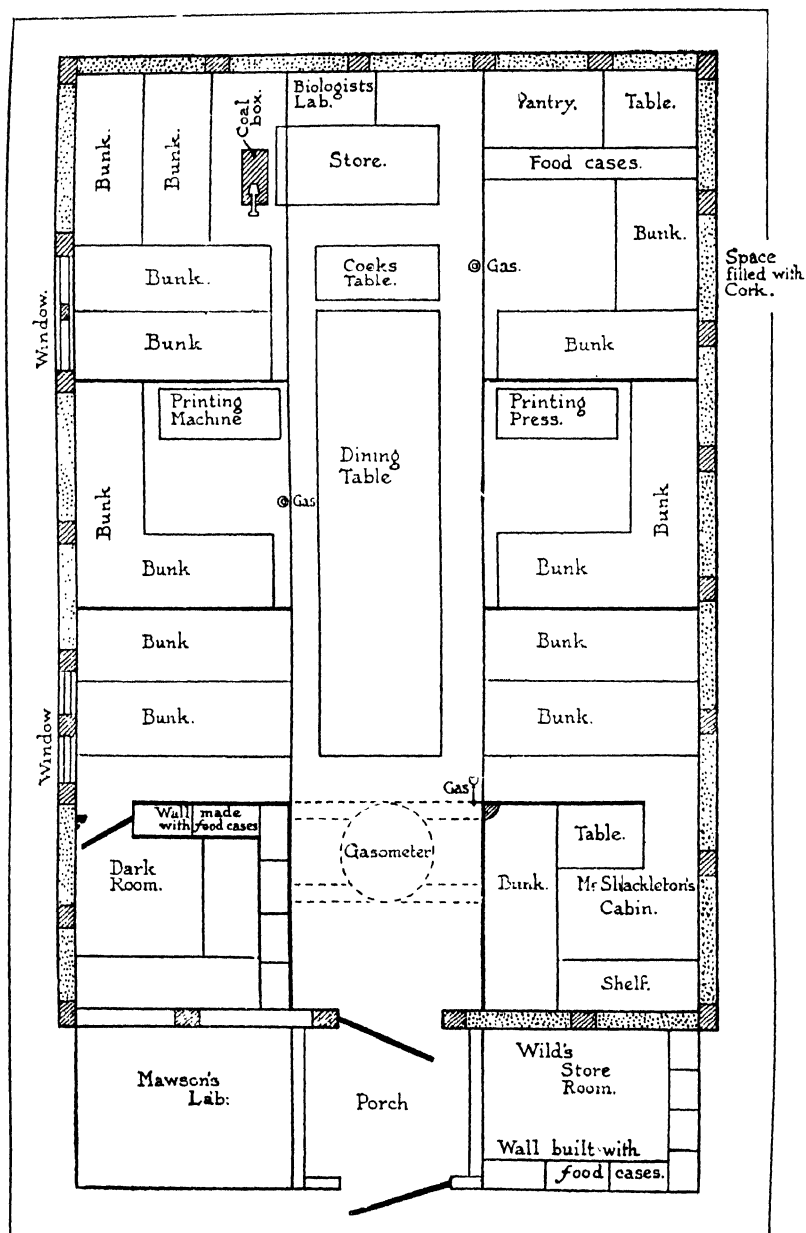 Biologists
Lab.
Pantry.
Table.
Coal
box.
Bunk.
Bunk.
Store.
Food cases.
Bunk.
Space
filled with
Cork.
Bunk.
Cooks
Table.
Gas.
Window.
Bunk
Bunk
Printing
Machine
Printing
Press.
Dining
Table
Gas
Bunk
Bunk
Bunk
Bunk
Bunk
Bunk
Bunk.
Bunk.
Window
Gas
Wall made
with food cases
Table.
Gasometer
Dark
Room.
Bunk.
Mr Shackleton's
Cabin.
Shelf.
Mawson's
Lab:
Porch
Wild's
Store
Room.
Wall built with
food cases.